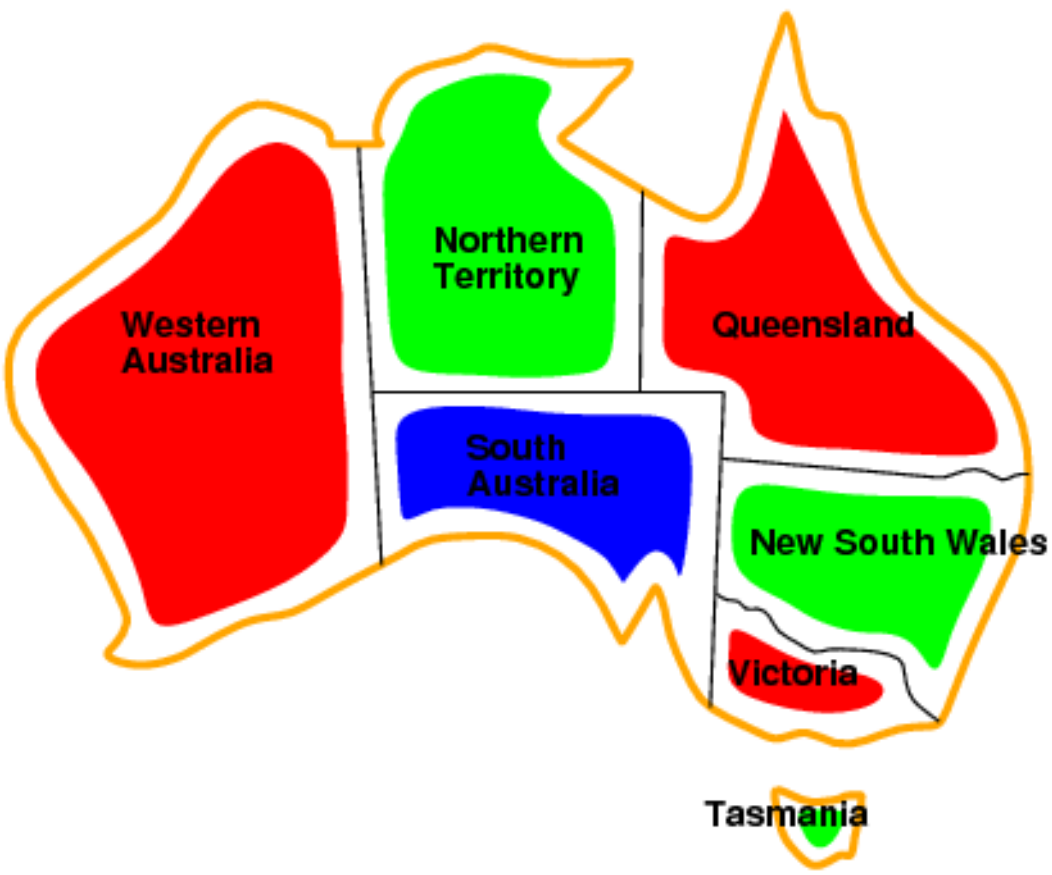 Northern
Territory
Western
Australia
Queensland
South
Australia
New South Wales
Victoria
Tasmania